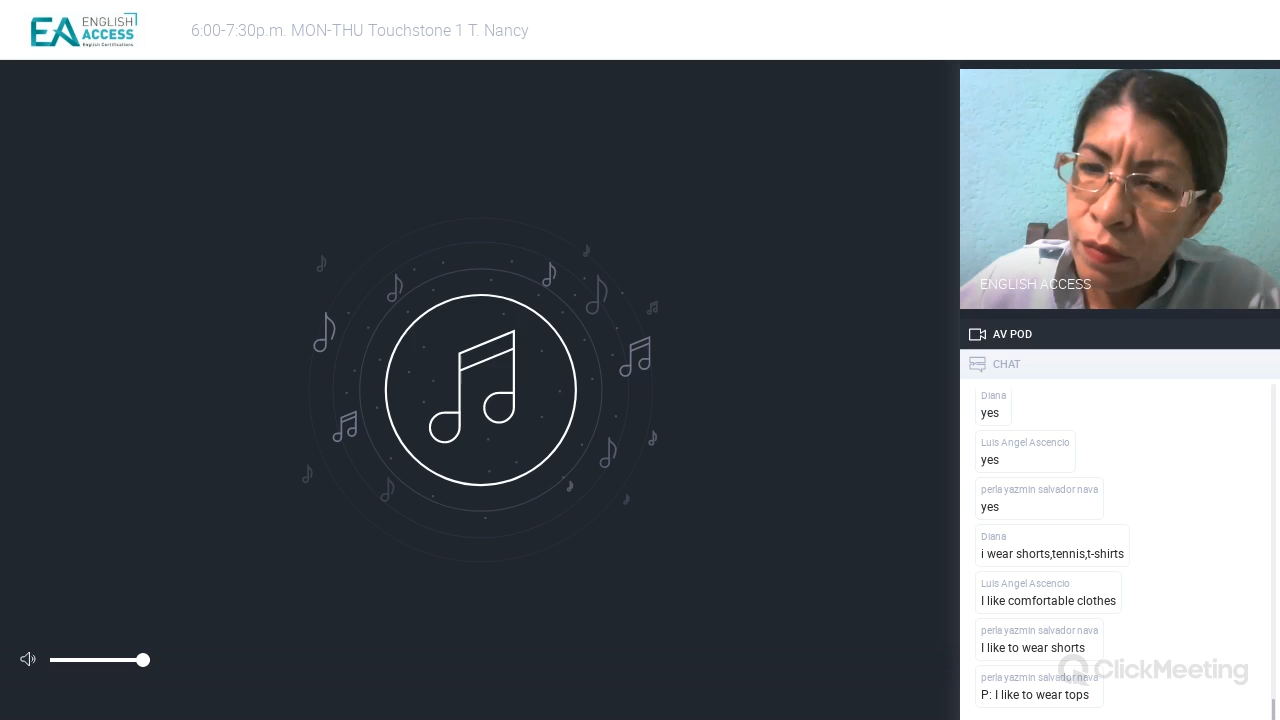 EA ENGLISH ACCESS
English Certifications
6:00-7:30p.m. MON-THU Touchstone 1 T. Nancy
ENGLISH ACCESS
AV POD
CHAT
Diana
yes
Luis Angel Ascencio
yes
perla yazmin salvador nava
yes
Diana
i wear shorts,tennis,t-shirts
Luis Angel Ascencio
I like comfortable clothes
perla yazmin salvador nava
I like to wear shorts
perla yazmin salvador nava
P: I like to wear tops
ClickMeeting